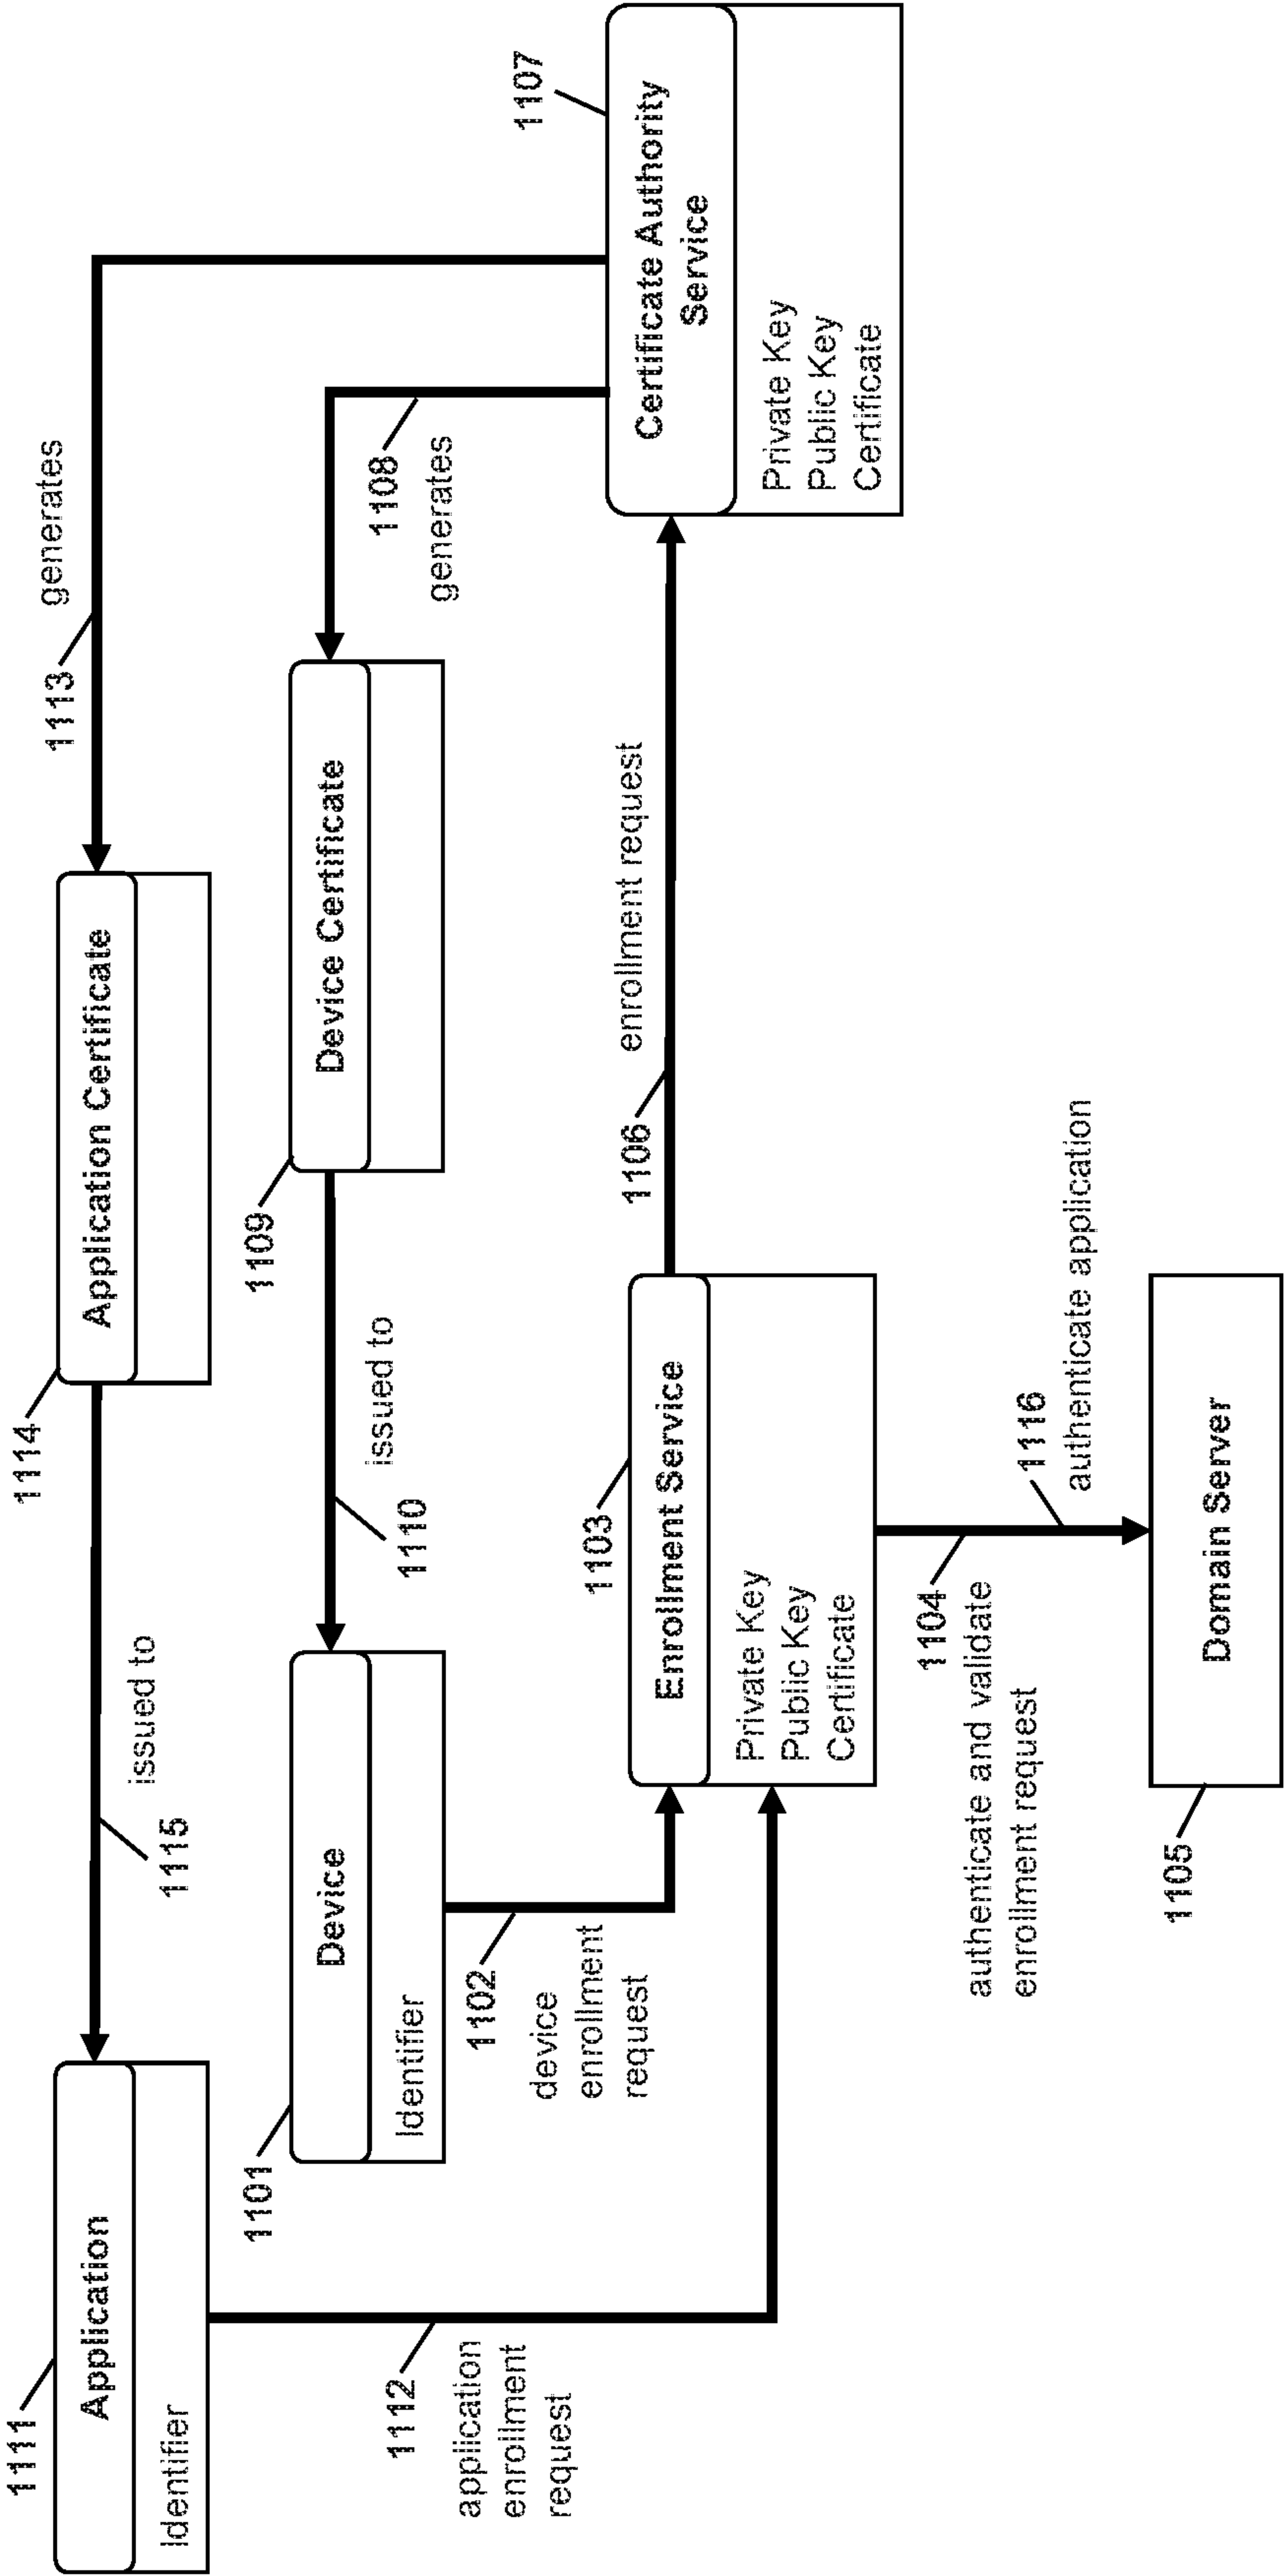 1111
Application
Identifier
1115
issued to
1114
Application Certificate
1113
generates
1101
Device
Identifier
1110
issued to
1109
Device Certificate
1108
generates
1112
application
enrollment
request
1102
device
enrollment
request
1103
Enrollment Service
Private Key
Public Key
Certificate
1106
enrollment request
1107
Certificate Authority
Service
Private Key
Public Key
Certificate
1104
authenticate and validate
enrollment request
1116
authenticate application
1105
Domain Server